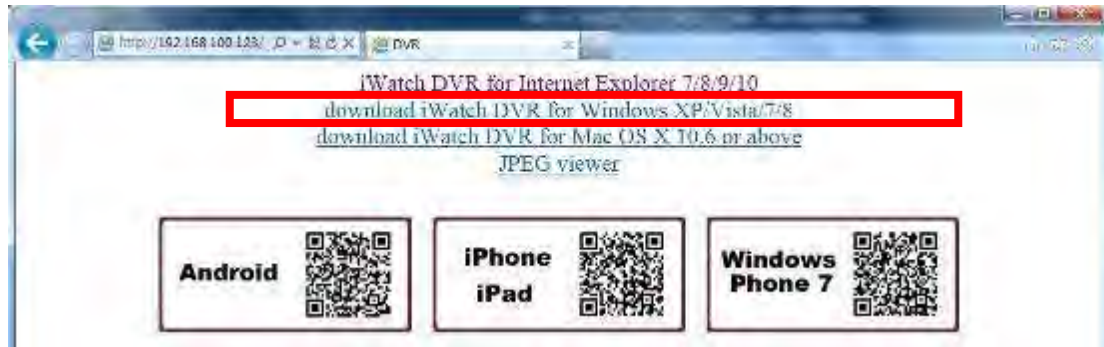 http://192.168.100.123/
DVR
iWatch DVR for Internet Explorer 7/8/9/10
download iWatch DVR for Windows XP/Vista/7/8
download iWatch DVR for Mac OS X 10.6 or above
JPEG viewer
Android
iPhone
iPad
Windows
Phone 7